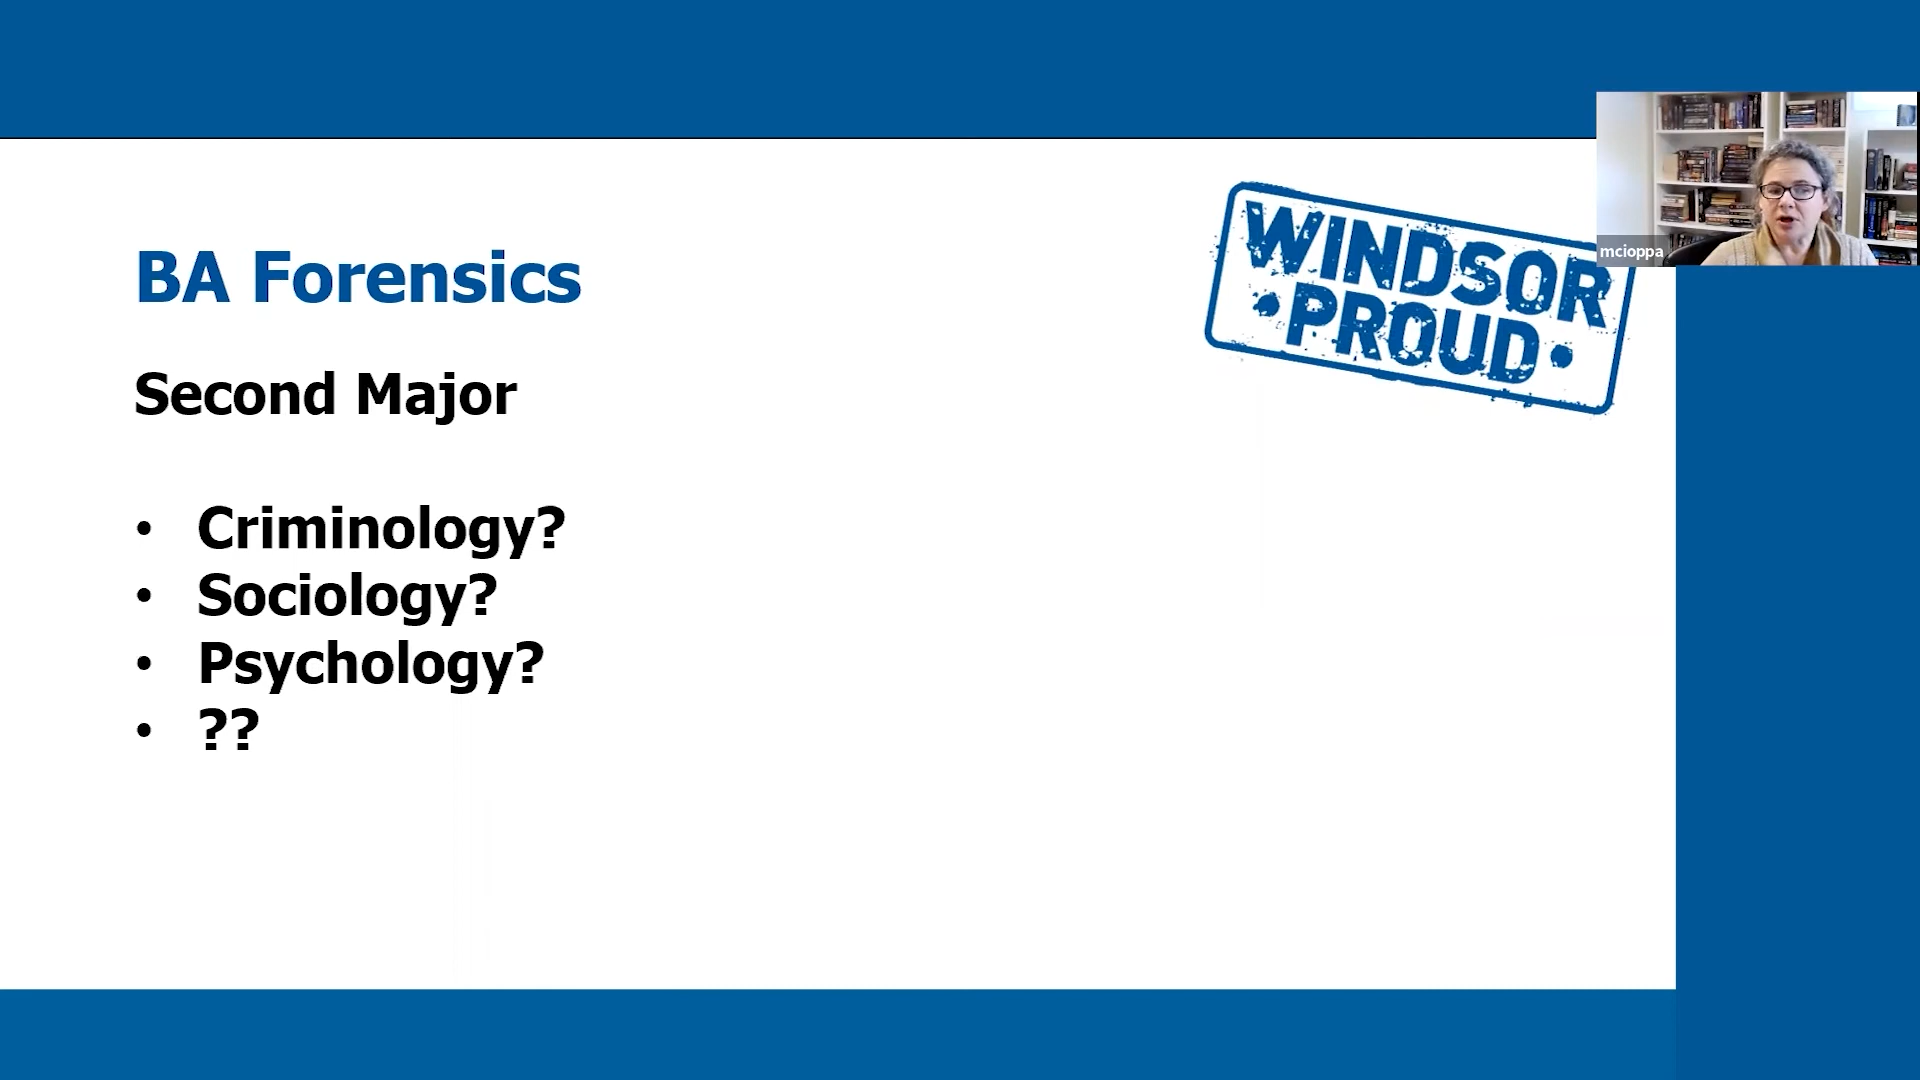 BA Forensics
Second Major
• Criminology?
• Sociology?
• Psychology?
• ??
WINDSOR
• PROUD •
mcioppa